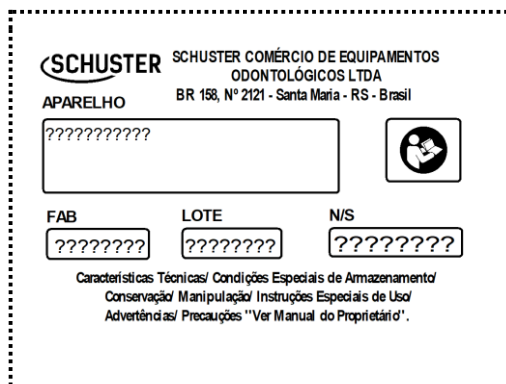 SCHUSTER
SCHUSTER COMÉRCIO DE EQUIPAMENTOS
ODONTOLÓGICOS LTDA
BR 158, Nº 2121 - Santa Maria - RS - Brasil
APARELHO
???????????
FAB LOTE N/S
???????? ???????? ????????
Características Técnicas/ Condições Especiais de Armazenamento/
Conservação/ Manipulação/ Instruções Especiais de Uso/
Advertências/ Precauções "Ver Manual do Proprietário".